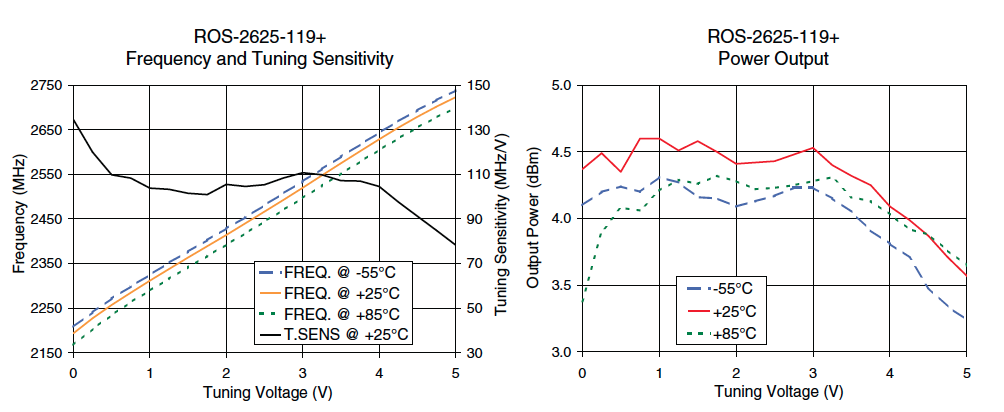 ROS-2625-119+
Frequency and Tuning Sensitivity
2750
2650
2550
2450
2350
2250
2150
Frequency (MHz)
150
130
110
90
70
50
30
Tuning Sensitivity (MHz/V)
FREQ. @ -55°C
FREQ. @ +25°C
FREQ. @ +85°C
T.SENS @ +25°C
0 1 2 3 4 5
Tuning Voltage (V)
ROS-2625-119+
Power Output
5.0
4.5
4.0
3.5
3.0
Output Power (dBm)
-55°C
+25°C
+85°C
0 1 2 3 4 5
Tuning Voltage (V)